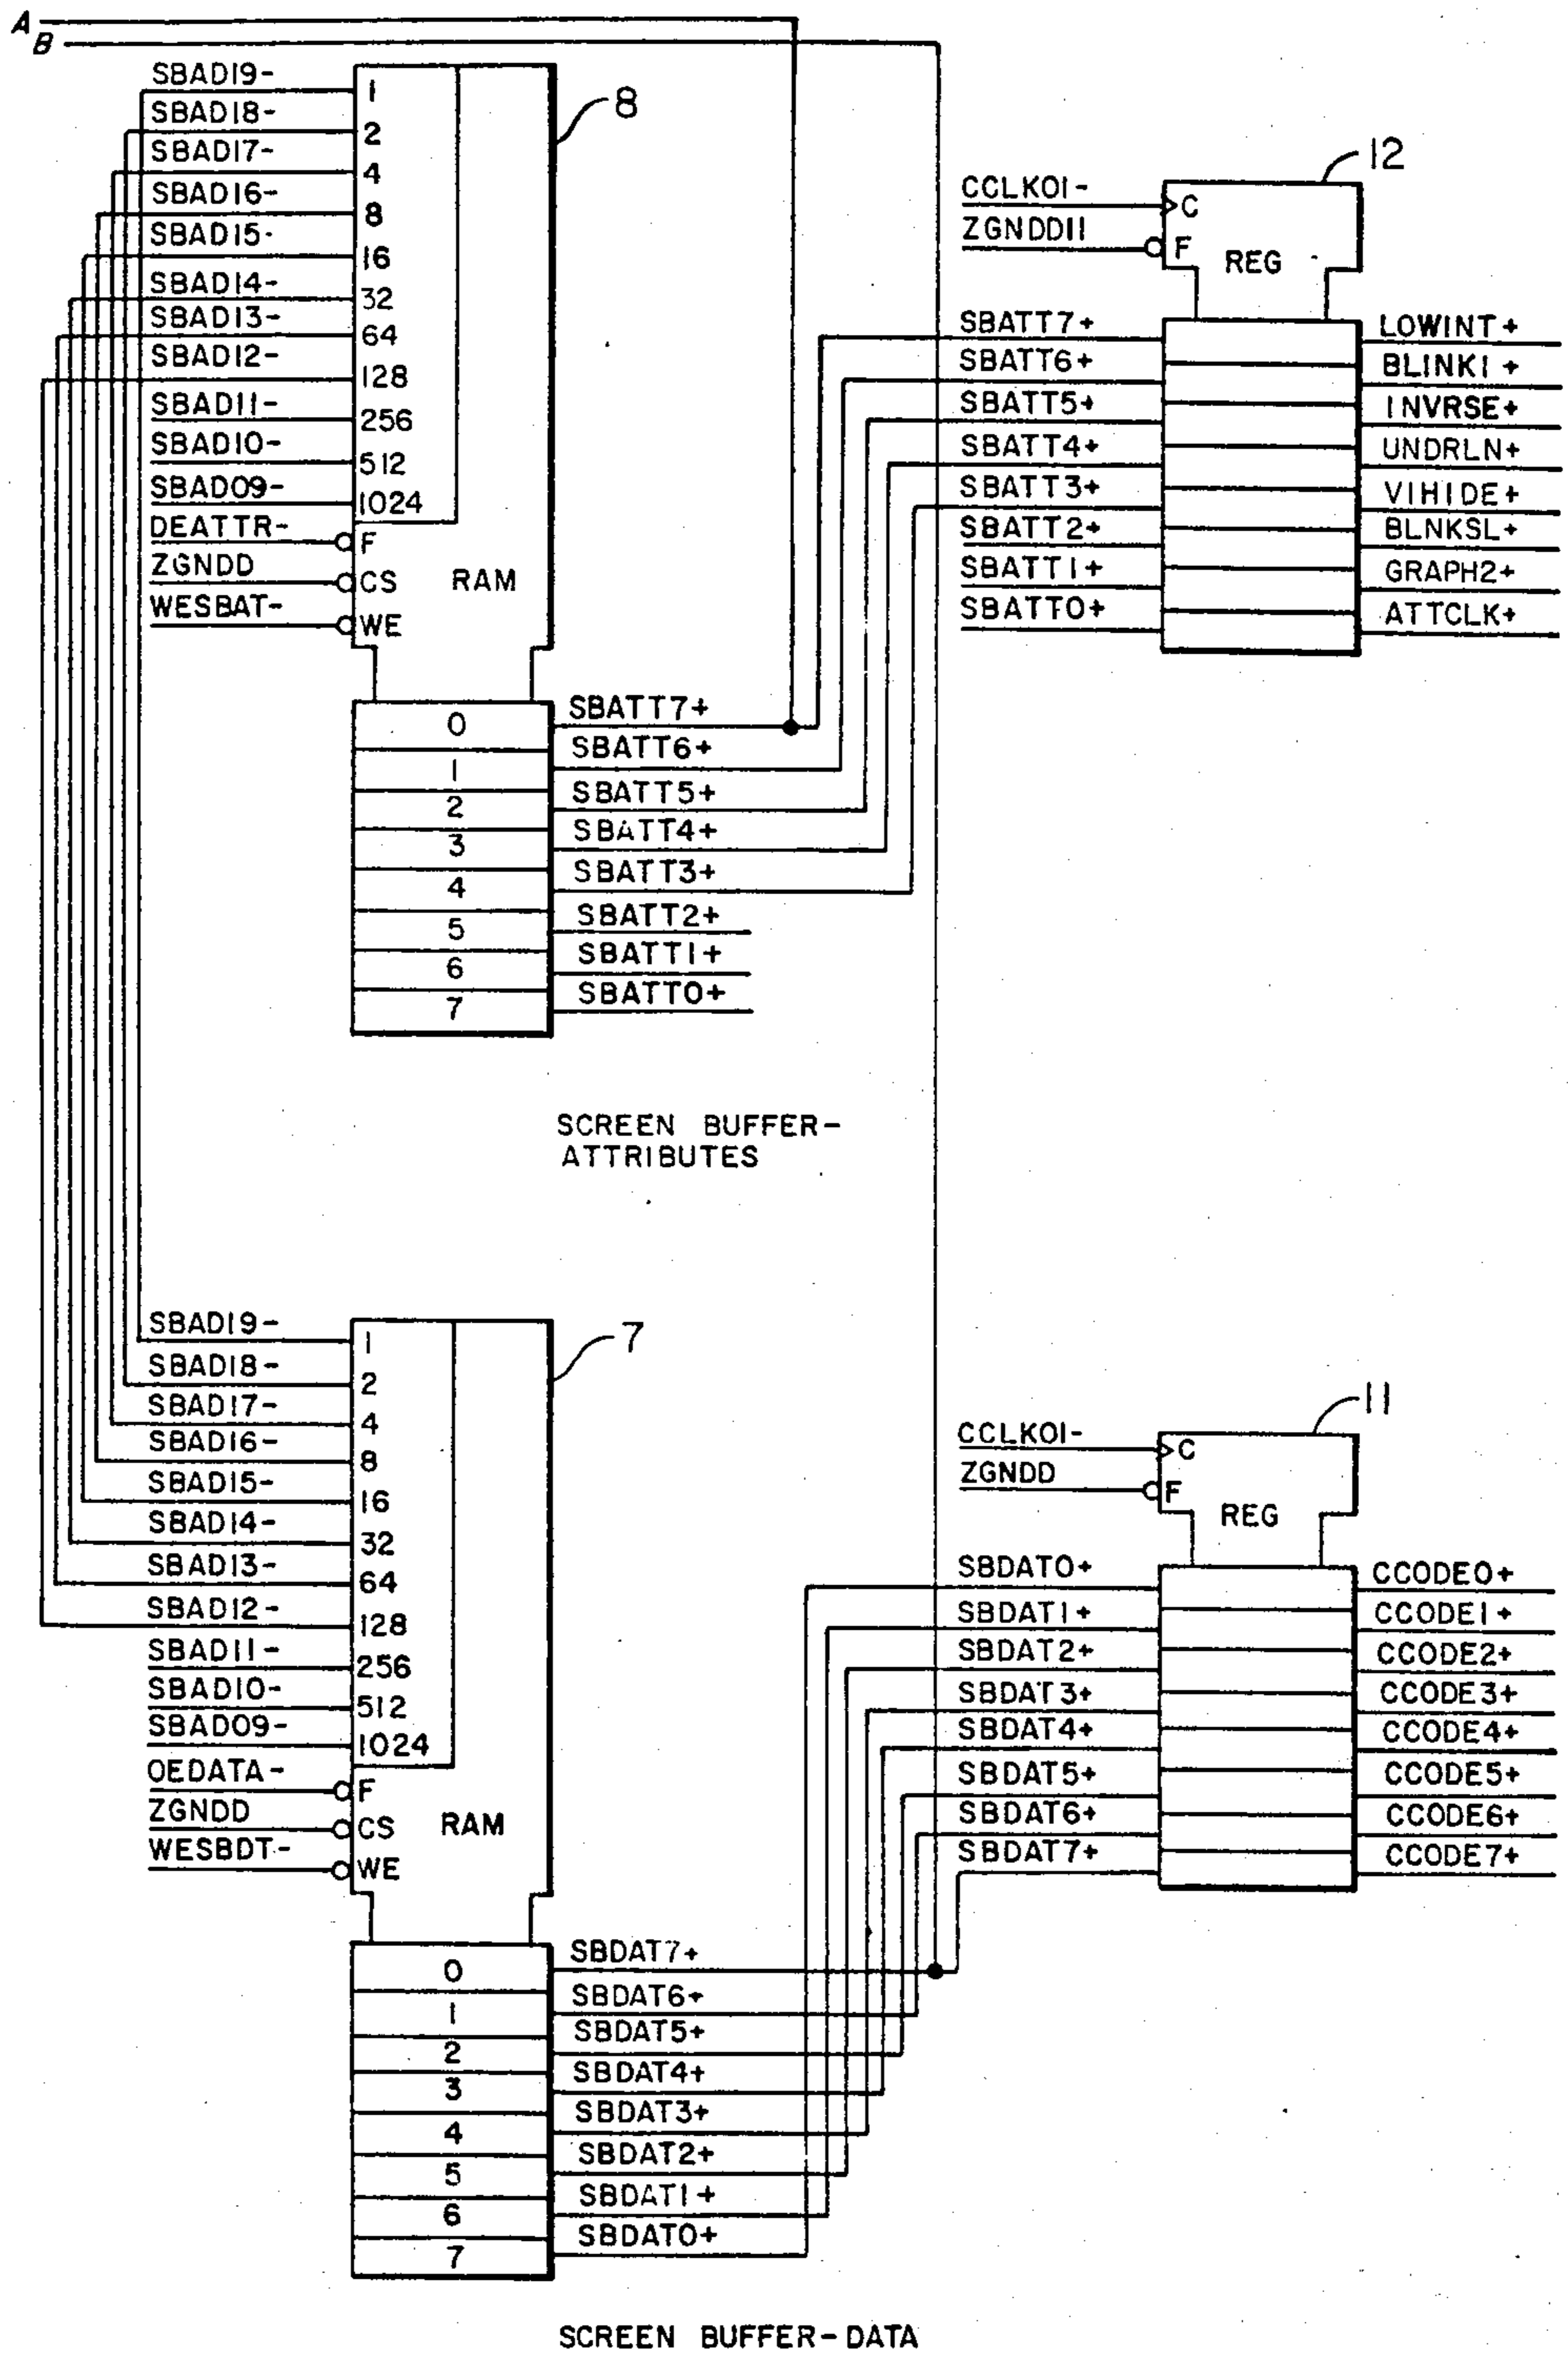 A
B
SBAD19-
SBAD18-
SBAD17-
SBAD16-
SBAD15-
SBAD14-
SBAD13-
SBAD12-
SBAD11-
SBAD10-
SBAD09-
DEATTR-
ZGNDD
WESBAT-
1
2
4
8
16
32
64
128
256
512
1024
F
CS
WE
RAM
8
0
1
2
3
4
5
6
7
SBATT7+
SBATT6+
SBATT5+
SBATT4+
SBATT3+
SBATT2+
SBATT1+
SBATT0+
12
CCLK01-
ZGNDD11
C
F
REG
SBATT7+
SBATT6+
SBATT5+
SBATT4+
SBATT3+
SBATT2+
SBATT1+
SBATT0+
LOWINT+
BLINK1+
INVRSE+
UNDRLN+
VIHIDE+
BLNKSL+
GRAPH2+
ATTCLK+
SCREEN BUFFER-
ATTRIBUTES
SBAD19-
SBAD18-
SBAD17-
SBAD16-
SBAD15-
SBAD14-
SBAD13-
SBAD12-
SBAD11-
SBAD10-
SBAD09-
OEDATA-
ZGNDD
WESBDT-
1
2
4
8
16
32
64
128
256
512
1024
F
CS
WE
RAM
7
0
1
2
3
4
5
6
7
SBDAT7+
SBDAT6+
SBDAT5+
SBDAT4+
SBDAT3+
SBDAT2+
SBDAT1+
SBDAT0+
11
CCLK01-
ZGNDD
C
F
REG
SBDAT0+
SBDAT1+
SBDAT2+
SBDAT3+
SBDAT4+
SBDAT5+
SBDAT6+
SBDAT7+
CCODE0+
CCODE1+
CCODE2+
CCODE3+
CCODE4+
CCODE5+
CCODE6+
CCODE7+
SCREEN BUFFER-DATA